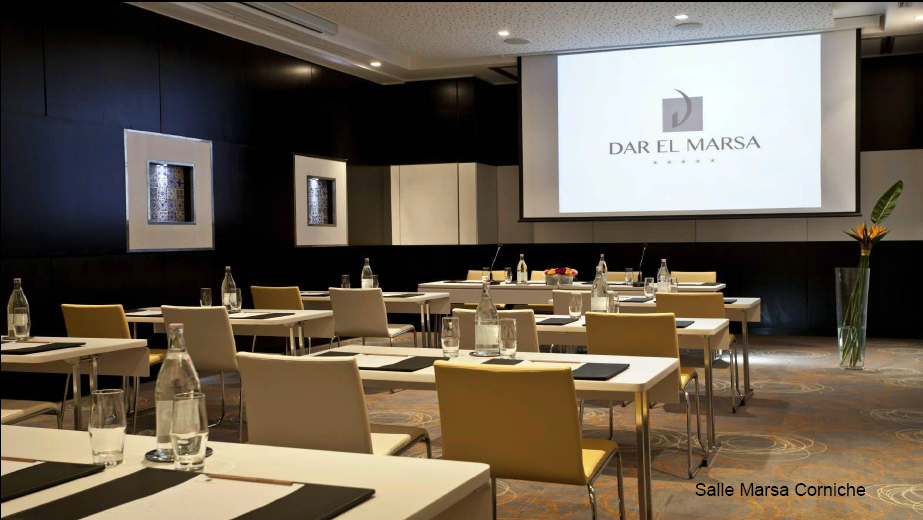 DAR EL MARSA
★★★★★
Salle Marsa Corniche